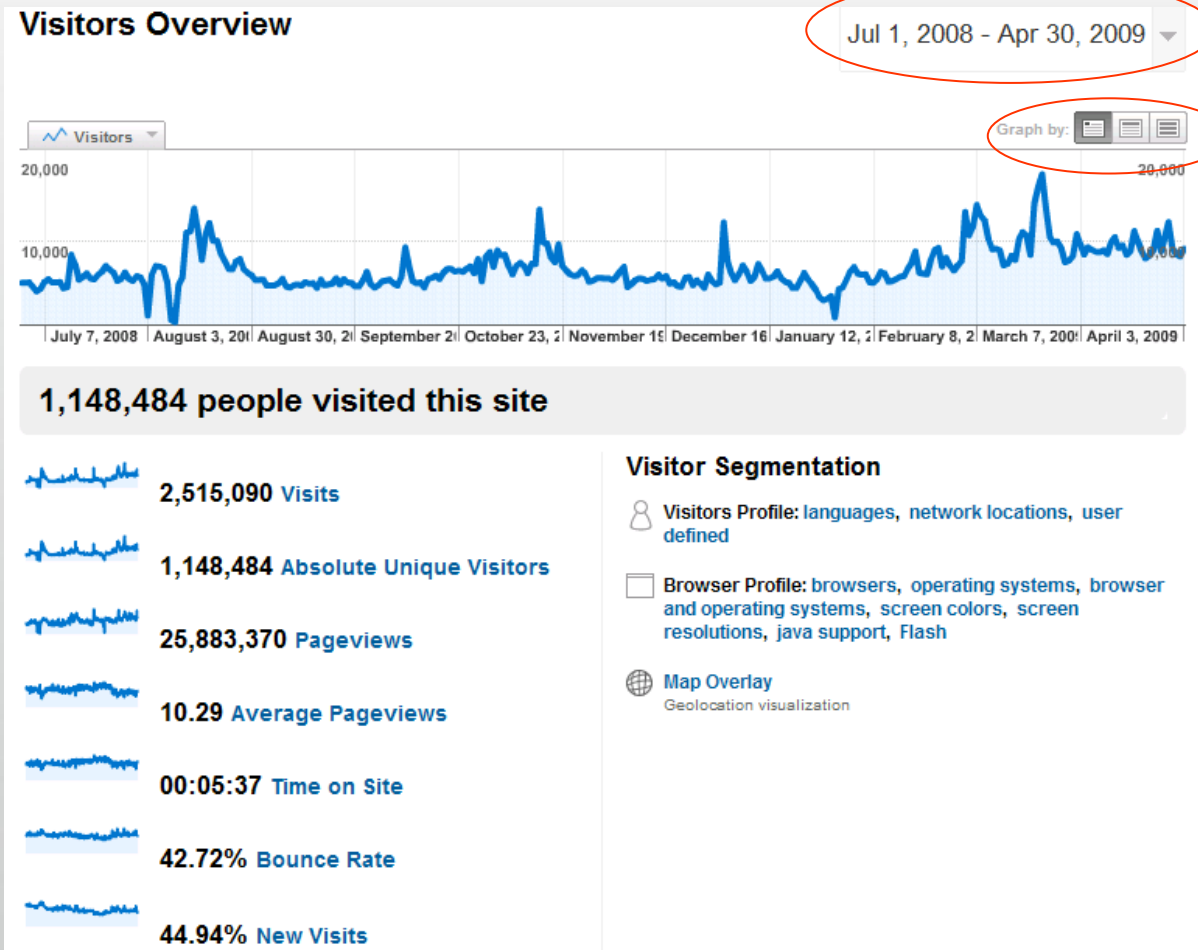 Visitors Overview
Jul 1, 2008 - Apr 30, 2009
Visitors
Graph by:
20,000
20,000
10,000
10,000
July 7, 2008
August 3, 200
August 30, 2
September 2
October 23, 2
November 19
December 16
January 12, 2
February 8, 2
March 7, 2009
April 3, 2009
1,148,484 people visited this site
2,515,090 Visits
1,148,484 Absolute Unique Visitors
25,883,370 Pageviews
10.29 Average Pageviews
00:05:37 Time on Site
42.72% Bounce Rate
44.94% New Visits
Visitor Segmentation
Visitors Profile: languages, network locations, user
defined
Browser Profile: browsers, operating systems, browser
and operating systems, screen colors, screen
resolutions, java support, Flash
Map Overlay
Geolocation visualization